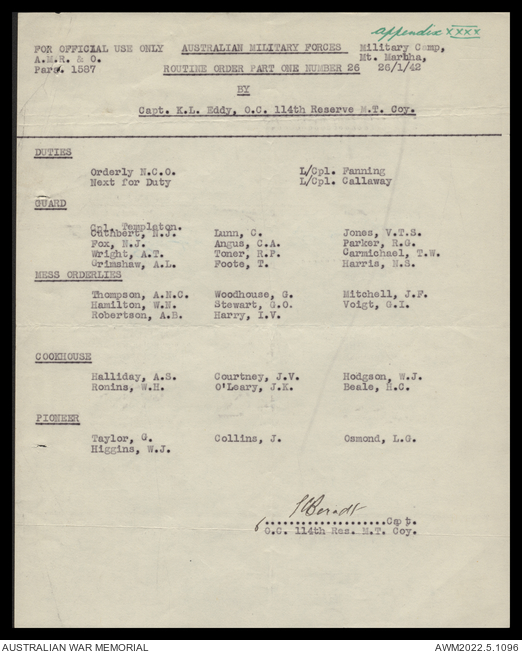 appendix XXXX
FOR OFFICIAL USE ONLY AUSTRALIAN MILITARY FORCES Military Camp,
A.M.R. & O. Mt. Martha,
Para. 1587 ROUTINE ORDER PART ONE NUMBER 26 26/1/42
BY
Capt. K.L. Eddy, O.C. 114th Reserve M.T. Coy.
DUTIES
Orderly N.C.O. L/Cpl. Fanning
Next for Duty L/Cpl. Callaway
GUARD
Cpl. Templeton.
Cuthbert, N.J. Lunn, C. Jones, V.T.S.
Fox, N.J. Angus, C.A. Parker, R.G.
Wright, A.T. Toner, R.P. Carmichael, T.W.
Grimshaw, A.L. Foote, T. Harris, N.S.
MESS ORDERLIES
Thompson, A.N.C. Woodhouse, G. Mitchell, J.F.
Hamilton, W.N. Stewart, G.O. Voigt, G.I.
Robertson, A.B. Harry, I.V.
COOKHOUSE
Halliday, A.S. Courtney, J.V. Hodgson, W.J.
Ronins, W.H. O'Leary, J.K. Beale, H.C.
PIONEER
Taylor, G. Collins, J. Osmond, L.G.
Higgins, W.J.
.....................Capt.
O.C. 114th Res. M.T. Coy.
AUSTRALIAN WAR MEMORIAL AWM2022.5.1096